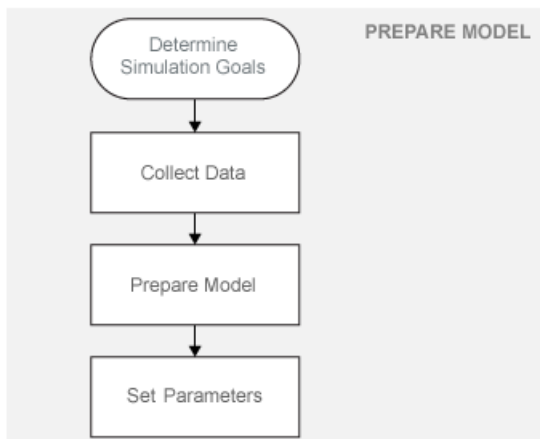 PREPARE MODEL
Determine
Simulation Goals
Collect Data
Prepare Model
Set Parameters